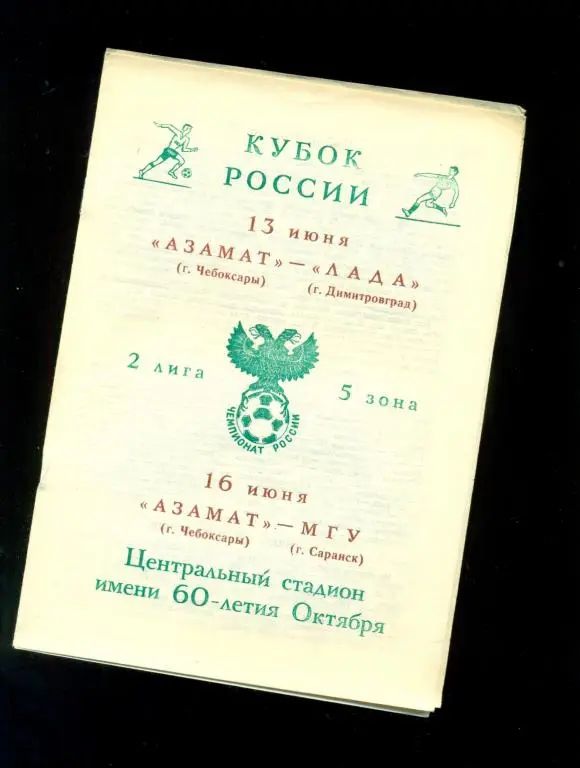 КУБОК
РОССИИ
13 июня
«АЗАМАТ» — «ЛАДА»
(г. Чебоксары) (г. Димитровград)
2 лига 5 зона
ЧЕМПИОНАТ РОССИИ
16 июня
«АЗАМАТ» — МГУ
(г. Чебоксары) (г. Саранск)
Центральный стадион
имени 60-летия Октября